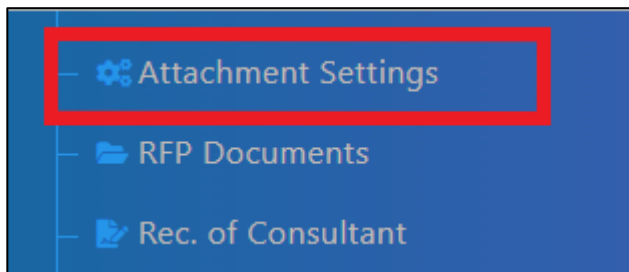 Attachment Settings
RFP Documents
Rec. of Consultant